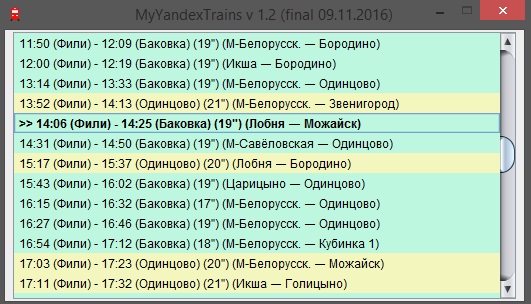 MyYandexTrains v 1.2 (final 09.11.2016)
11:50 (Фили) - 12:09 (Баковка) (19") (М-Белорусск. — Бородино)
12:00 (Фили) - 12:19 (Баковка) (19") (Икша — Бородино)
13:14 (Фили) - 13:33 (Баковка) (19") (М-Белорусск. — Одинцово)
13:52 (Фили) - 14:13 (Одинцово) (21") (М-Белорусск. — Звенигород)
>> 14:06 (Фили) - 14:25 (Баковка) (19") (Лобня — Можайск)
14:31 (Фили) - 14:50 (Баковка) (19") (М-Савёловская — Одинцово)
15:17 (Фили) - 15:37 (Одинцово) (20") (Лобня — Бородино)
15:43 (Фили) - 16:02 (Баковка) (19") (Царицыно — Одинцово)
16:15 (Фили) - 16:32 (Баковка) (17") (М-Белорусск. — Одинцово)
16:27 (Фили) - 16:46 (Баковка) (19") (М-Белорусск. — Одинцово)
16:54 (Фили) - 17:12 (Баковка) (18") (М-Белорусск. — Кубинка 1)
17:03 (Фили) - 17:23 (Одинцово) (20") (М-Белорусск. — Можайск)
17:11 (Фили) - 17:32 (Одинцово) (21") (Икша — Голицыно)